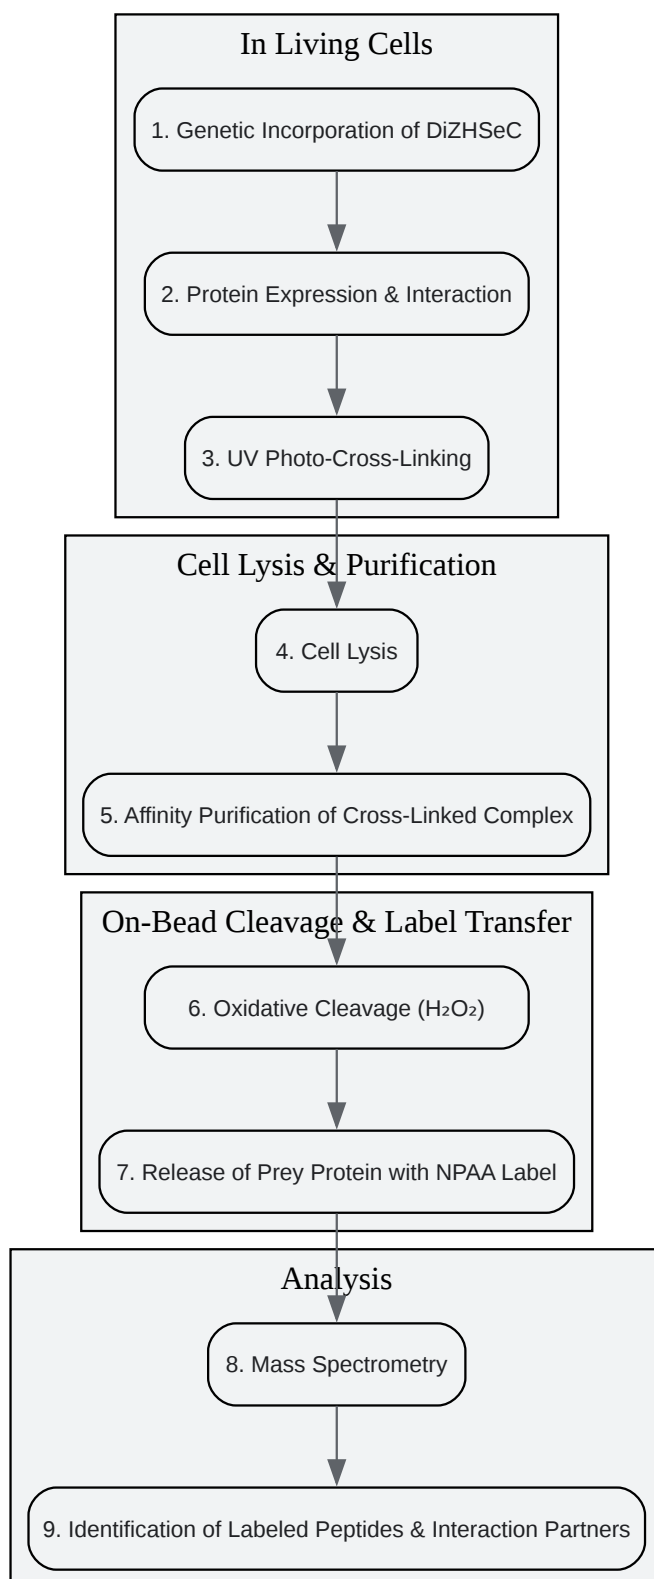 In Living Cells
1. Genetic Incorporation of DiZHSeC
2. Protein Expression & Interaction
3. UV Photo-Cross-Linking
Cell Lysis & Purification
4. Cell Lysis
5. Affinity Purification of Cross-Linked Complex
On-Bead Cleavage & Label Transfer
6. Oxidative Cleavage (H₂O₂)
7. Release of Prey Protein with NPAA Label
Analysis
8. Mass Spectrometry
9. Identification of Labeled Peptides & Interaction Partners